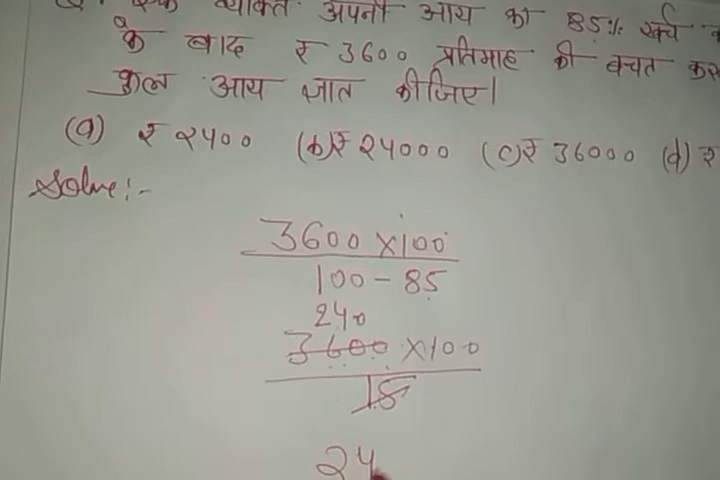 व्यक्ति अपनी आय का 85% खर्च
के बाद ₹ 3600 प्रतिमाह की बचत
कुल आय ज्ञात कीजिए।
(a) ₹ 2400 (b) ₹ 24000 (c) ₹ 36000 (d) ₹
Solve:-
3600 × 100
100 - 85
240
3600 × 100
15
24